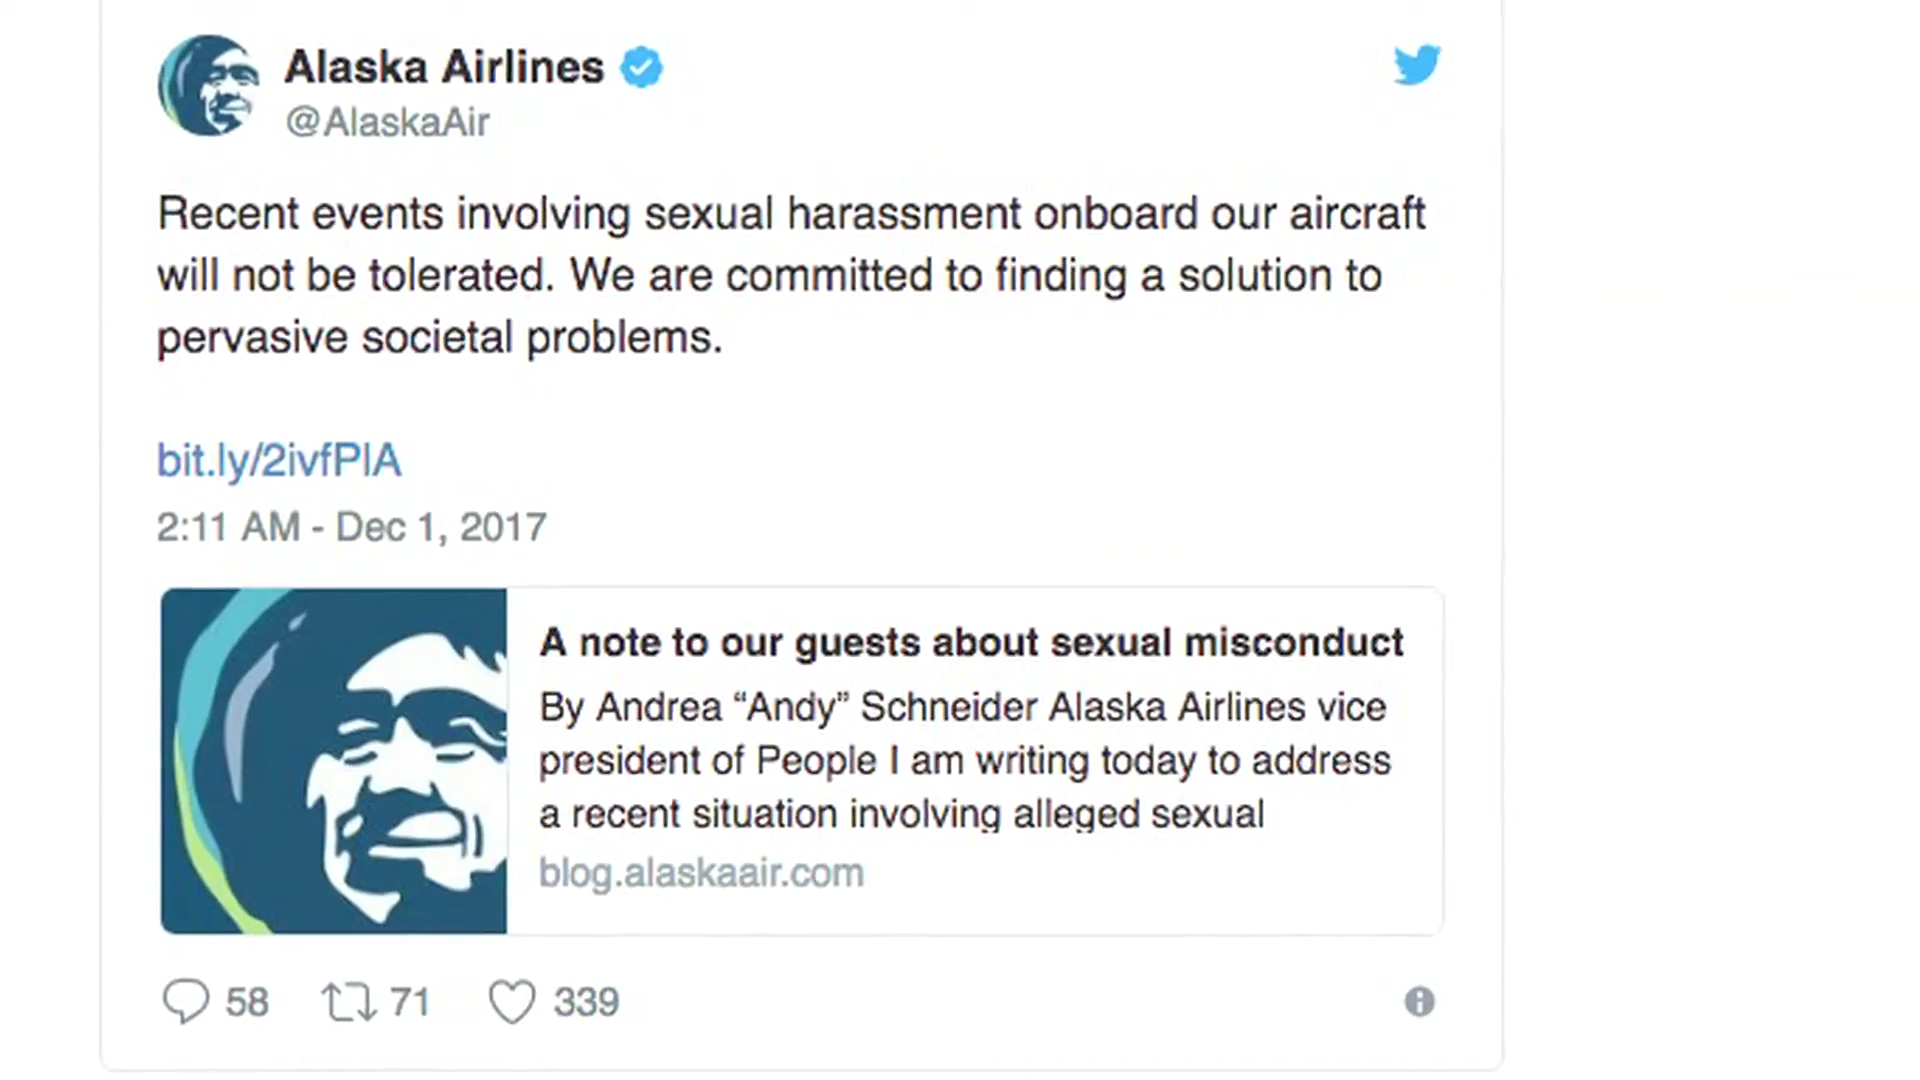 Alaska Airlines
@AlaskaAir
Recent events involving sexual harassment onboard our aircraft
will not be tolerated. We are committed to finding a solution to
pervasive societal problems.
bit.ly/2ivfPlA
2:11 AM - Dec 1, 2017
A note to our guests about sexual misconduct
By Andrea “Andy” Schneider Alaska Airlines vice
president of People I am writing today to address
a recent situation involving alleged sexual
blog.alaskaair.com
58 71 339